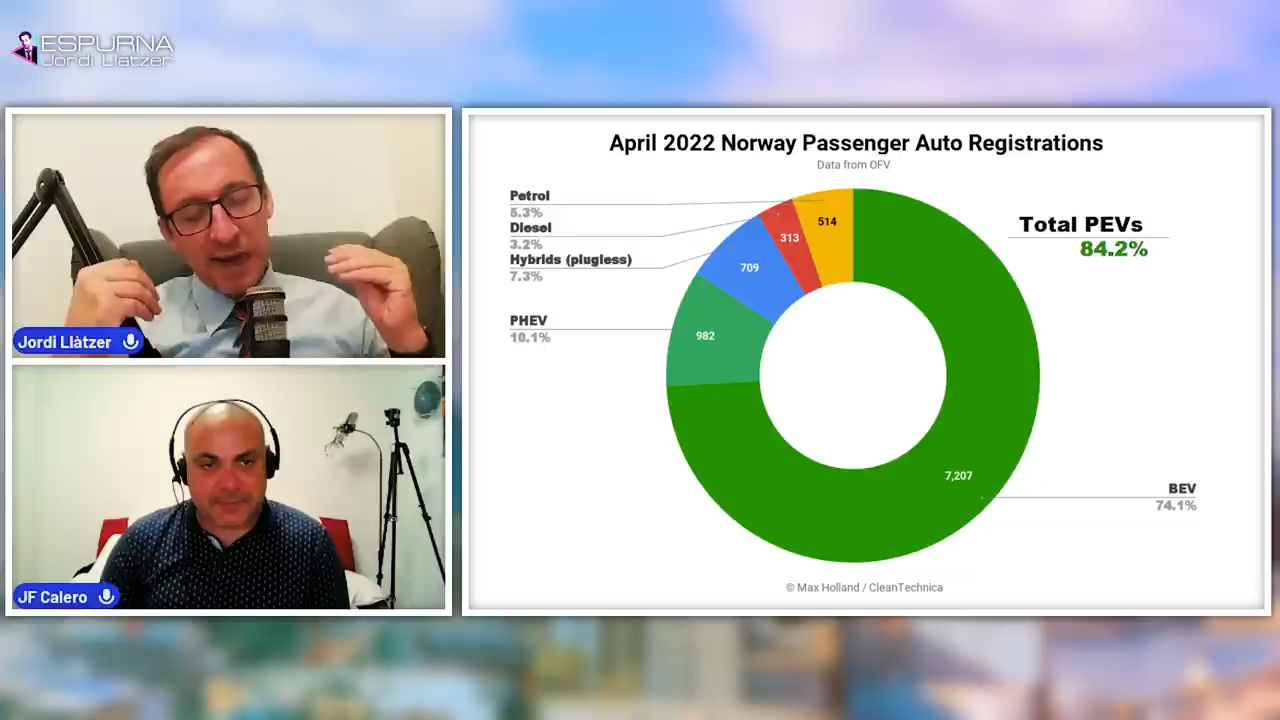 ESPURNA
Jordi Llàtzer
Jordi Llàtzer
JF Calero
April 2022 Norway Passenger Auto Registrations
Data from OFV
Petrol
5.3%
Diesel
3.2%
Hybrids (plugless)
7.3%
PHEV
10.1%
514
313
709
982
7,207
Total PEVs
84.2%
BEV
74.1%
© Max Holland / CleanTechnica